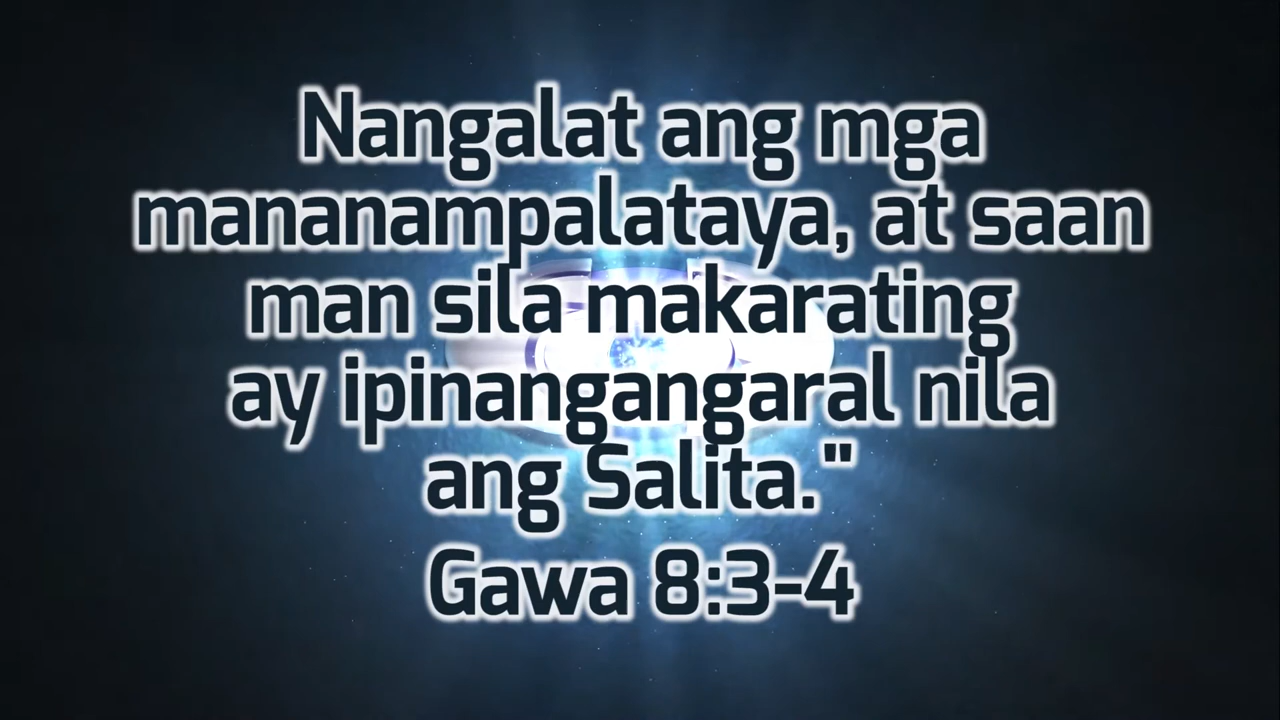 Nangalat ang mga
mananampalataya, at saan
man sila makarating
ay ipinangangaral nila
ang Salita."
Gawa 8:3-4